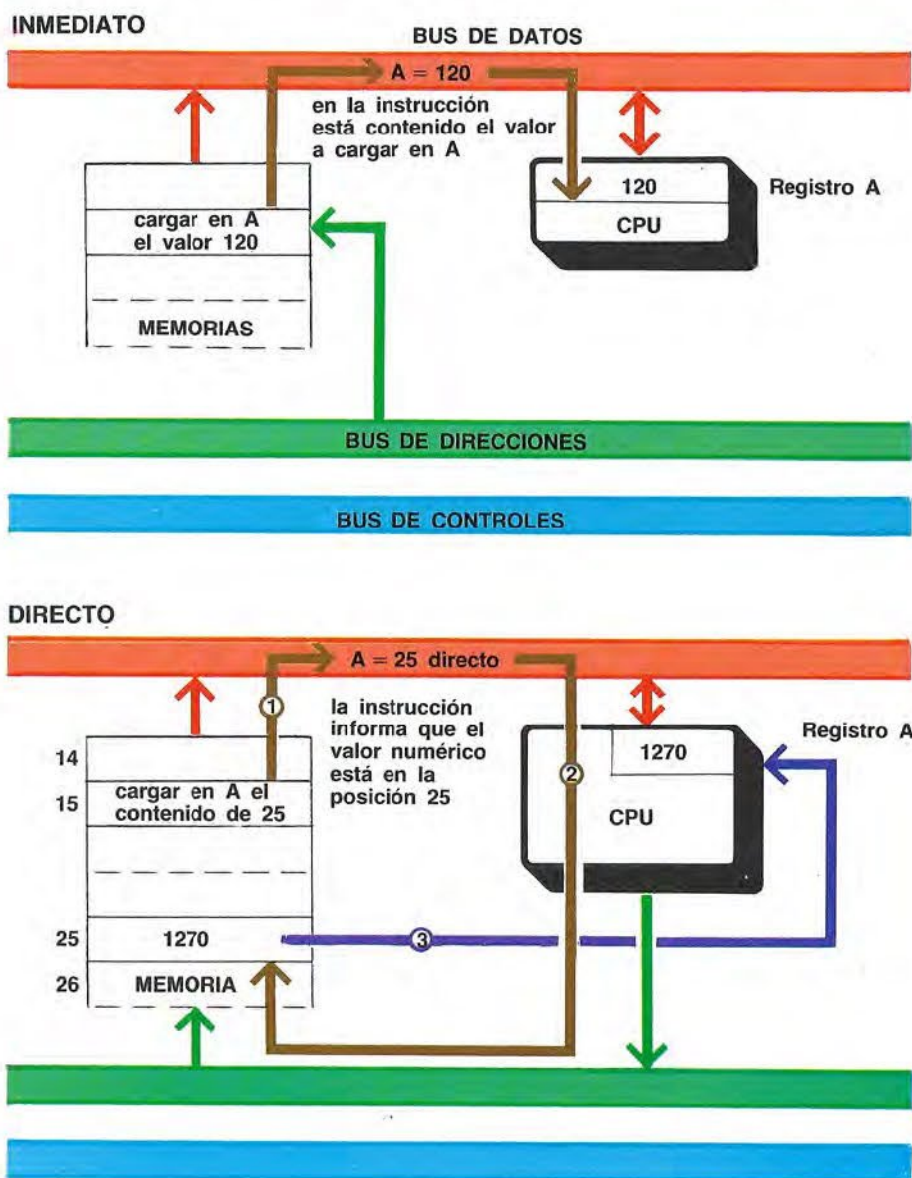 INMEDIATO
BUS DE DATOS
A = 120
en la instrucción
está contenido el valor
a cargar en A
cargar en A
el valor 120
MEMORIAS
120
CPU
Registro A
BUS DE DIRECCIONES
BUS DE CONTROLES
DIRECTO
A = 25 directo
1
la instrucción
informa que el
valor numérico
está en la
posición 25
14
15
cargar en A el
contenido de 25
25
1270
26
MEMORIA
2
3
1270
CPU
Registro A